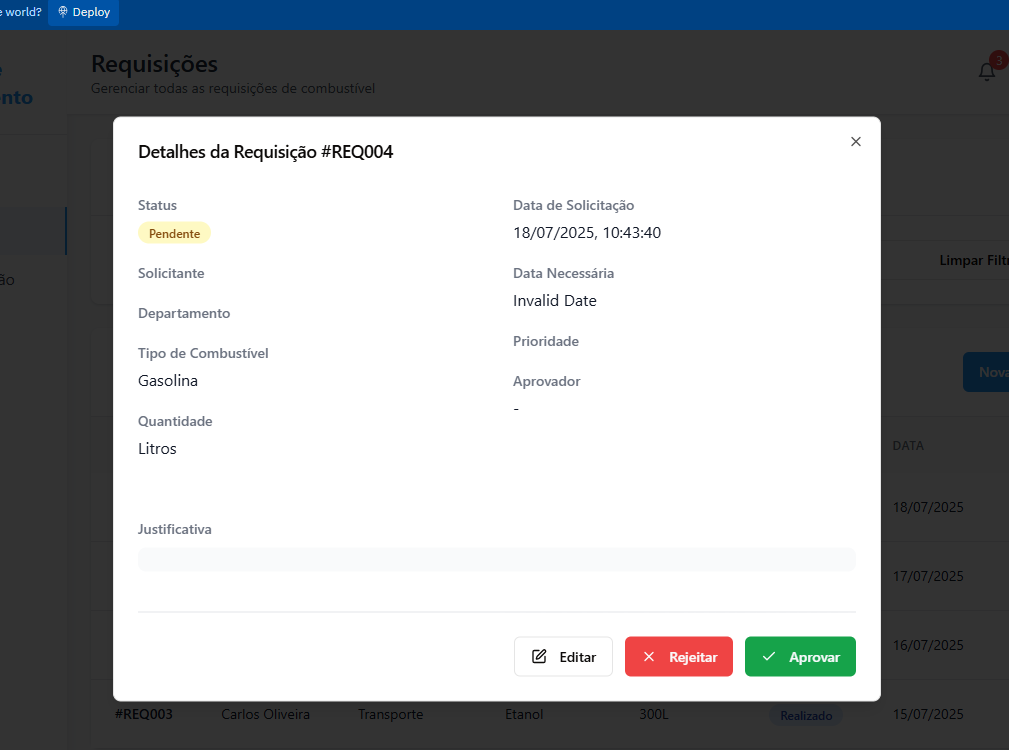 e world?
Deploy
Requisições
Gerenciar todas as requisições de combustível
3
nto
Detalhes da Requisição #REQ004
Status
Pendente
Solicitante
Departamento
Tipo de Combustível
Gasolina
Quantidade
Litros
Data de Solicitação
18/07/2025, 10:43:40
Data Necessária
Invalid Date
Prioridade
Aprovador
-
Justificativa
Editar
Rejeitar
Aprovar
ão
Limpar Filtr
Nova
DATA
18/07/2025
17/07/2025
16/07/2025
#REQ003 Carlos Oliveira Transporte Etanol 300L Realizado 15/07/2025